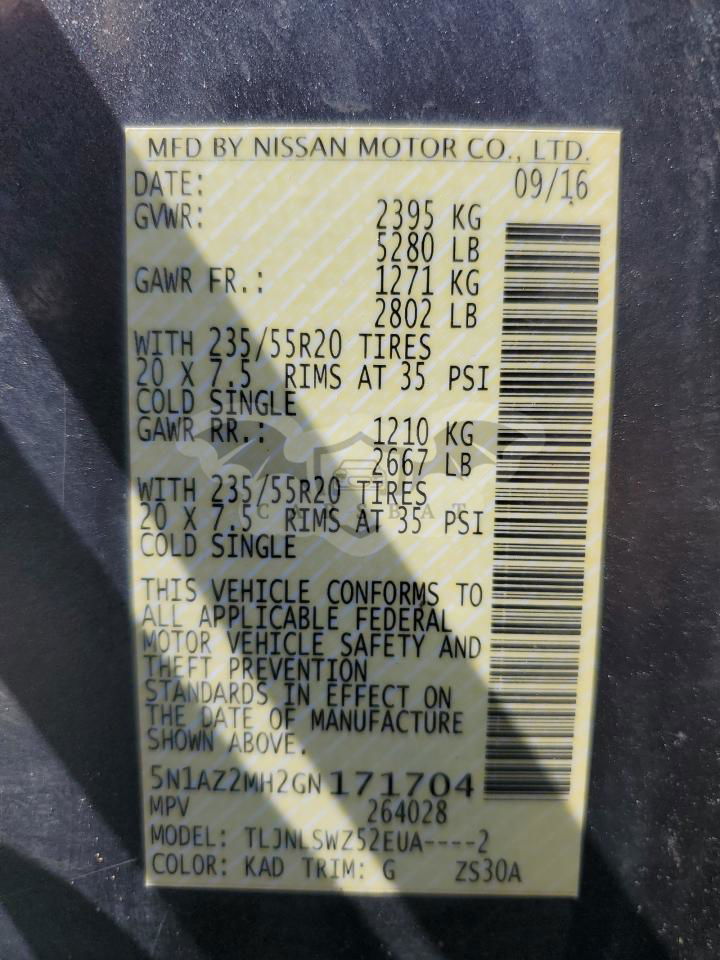 MFD BY NISSAN MOTOR CO., LTD.
DATE: 09/16
GVWR: 2395 KG
5280 LB
GAWR FR.: 1271 KG
2802 LB
WITH 235/55R20 TIRES
20 X 7.5 RIMS AT 35 PSI
COLD SINGLE
GAWR RR.: 1210 KG
2667 LB
WITH 235/55R20 TIRES
20 X 7.5 RIMS AT 35 PSI
COLD SINGLE
CARSBAT
THIS VEHICLE CONFORMS TO
ALL APPLICABLE FEDERAL
MOTOR VEHICLE SAFETY AND
THEFT PREVENTION
STANDARDS IN EFFECT ON
THE DATE OF MANUFACTURE
SHOWN ABOVE.
5N1AZ2MH2GN171704
MPV 264028
MODEL: TLJNLSWZ52EUA----2
COLOR: KAD TRIM: G ZS30A